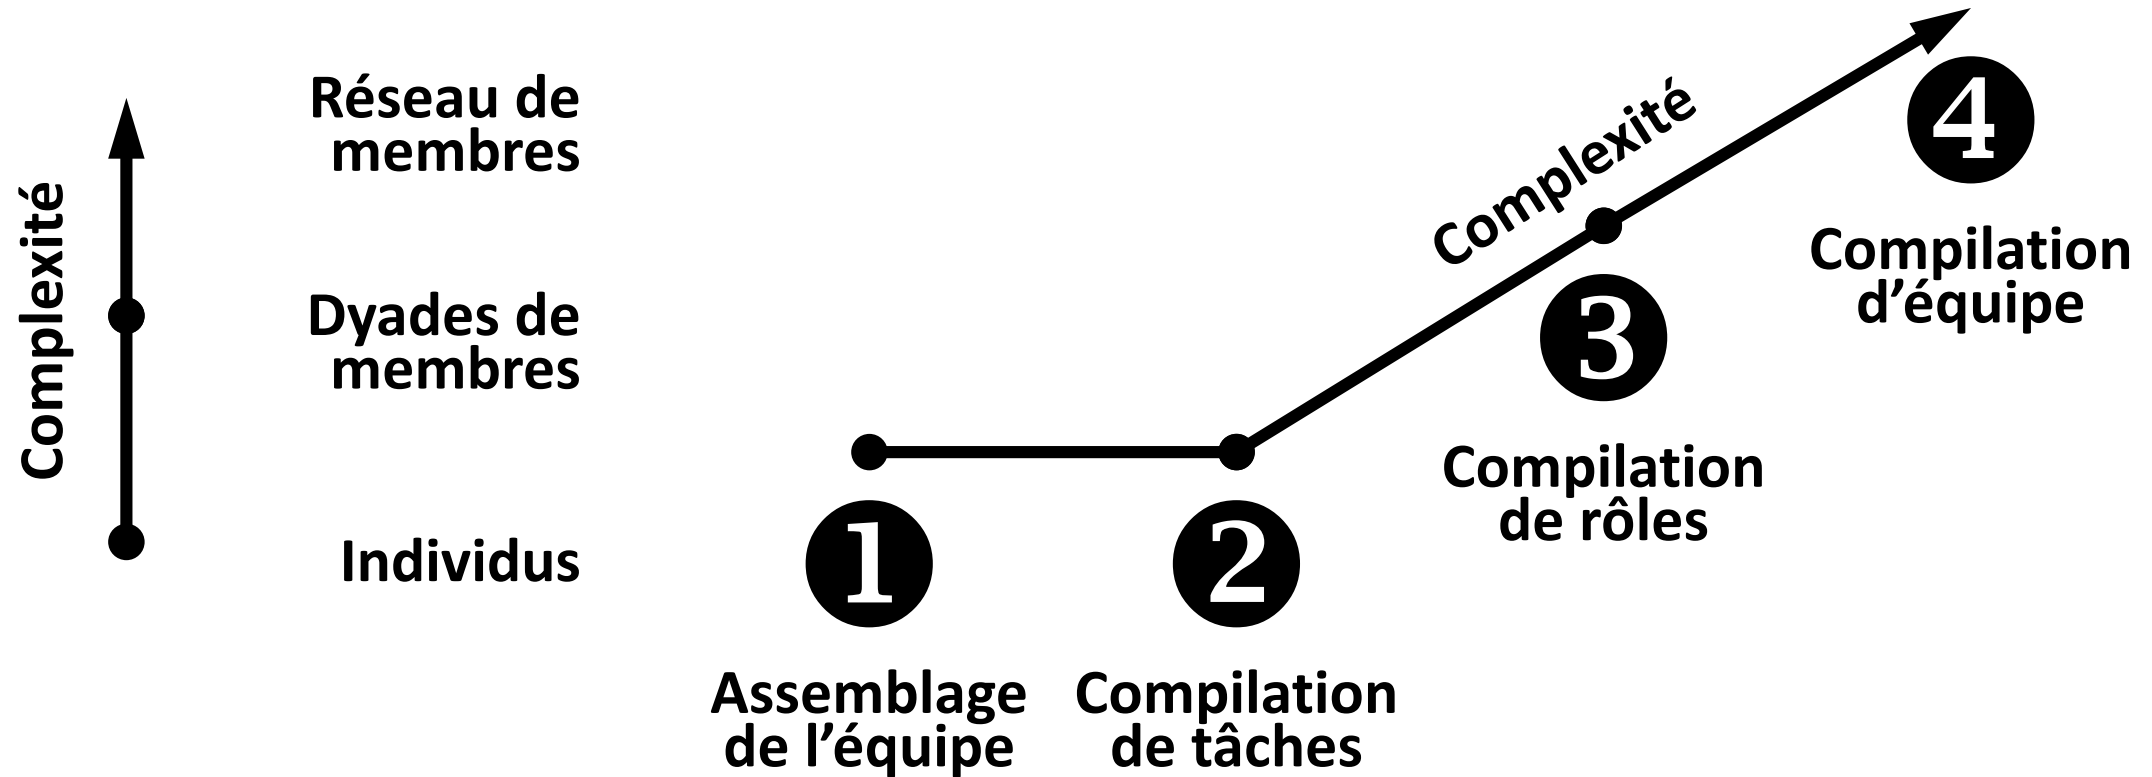 Complexité
Réseau de
membres
Dyades de
membres
Individus
Complexité
1
Assemblage
de l’équipe
2
Compilation
de tâches
3
Compilation
de rôles
4
Compilation
d’équipe